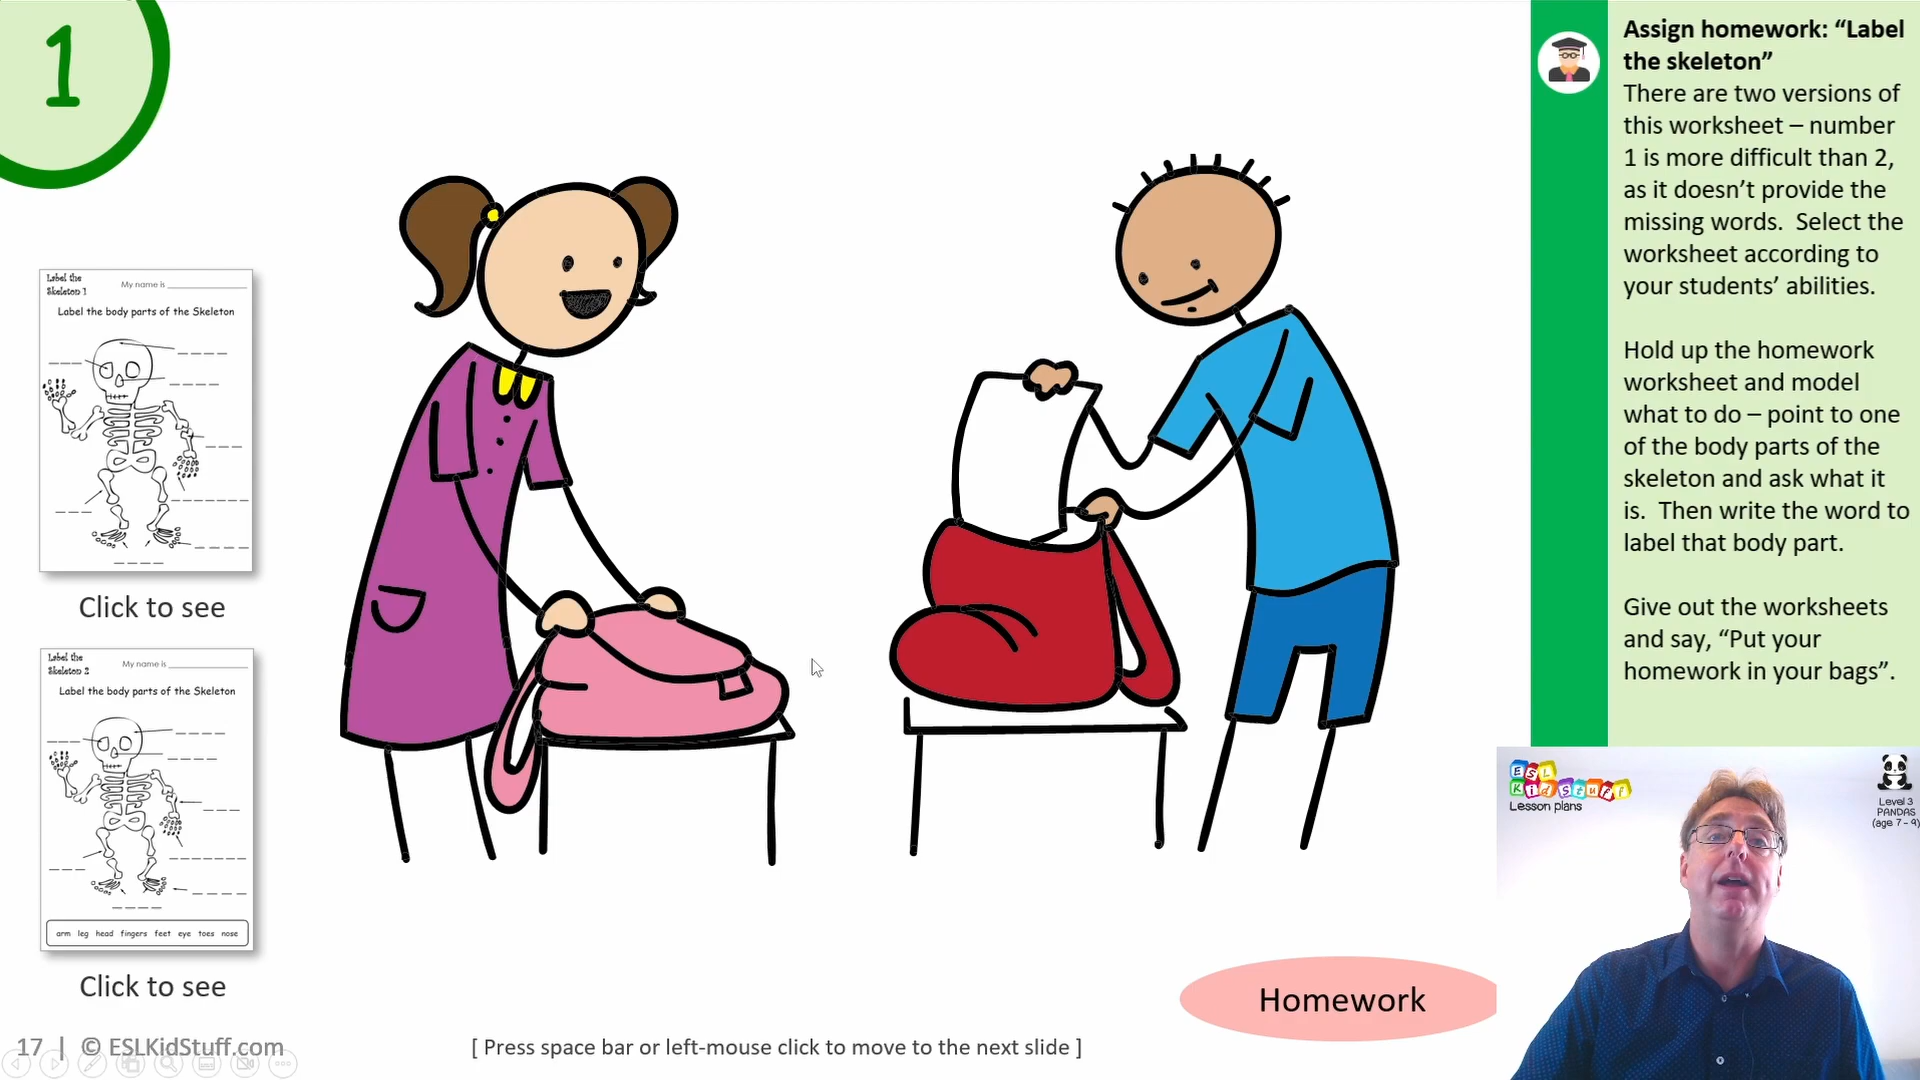 1
Label the
Skeleton 1
My name is
Label the body parts of the Skeleton
Click to see
Label the
Skeleton 2
My name is
Label the body parts of the Skeleton
arm leg head fingers feet eye toes nose
Click to see
17 | © ESLKidStuff.com
[ Press space bar or left-mouse click to move to the next slide ]
Homework
Assign homework: “Label
the skeleton”
There are two versions of
this worksheet – number
1 is more difficult than 2,
as it doesn’t provide the
missing words. Select the
worksheet according to
your students’ abilities.
Hold up the homework
worksheet and model
what to do – point to one
of the body parts of the
skeleton and ask what it
is. Then write the word to
label that body part.
Give out the worksheets
and say, “Put your
homework in your bags”.
ESL
KidStuff
Lesson plans
Level 3
PANDAS
(age 7 - 9)